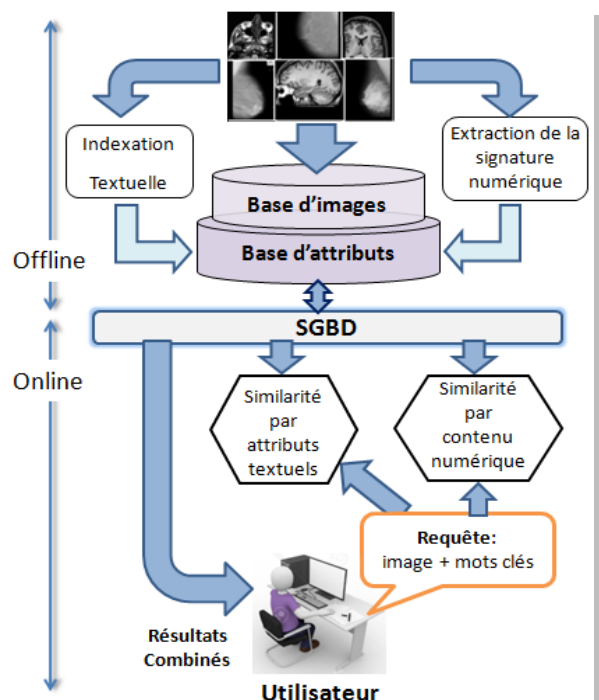 Indexation
Textuelle
Extraction de la
signature
numérique
Base d'images
Base d'attributs
Offline
SGBD
Online
Similarité
par
attributs
textuels
Similarité
par
contenu
numérique
Requête:
image + mots clés
Résultats
Combinés
Utilisateur